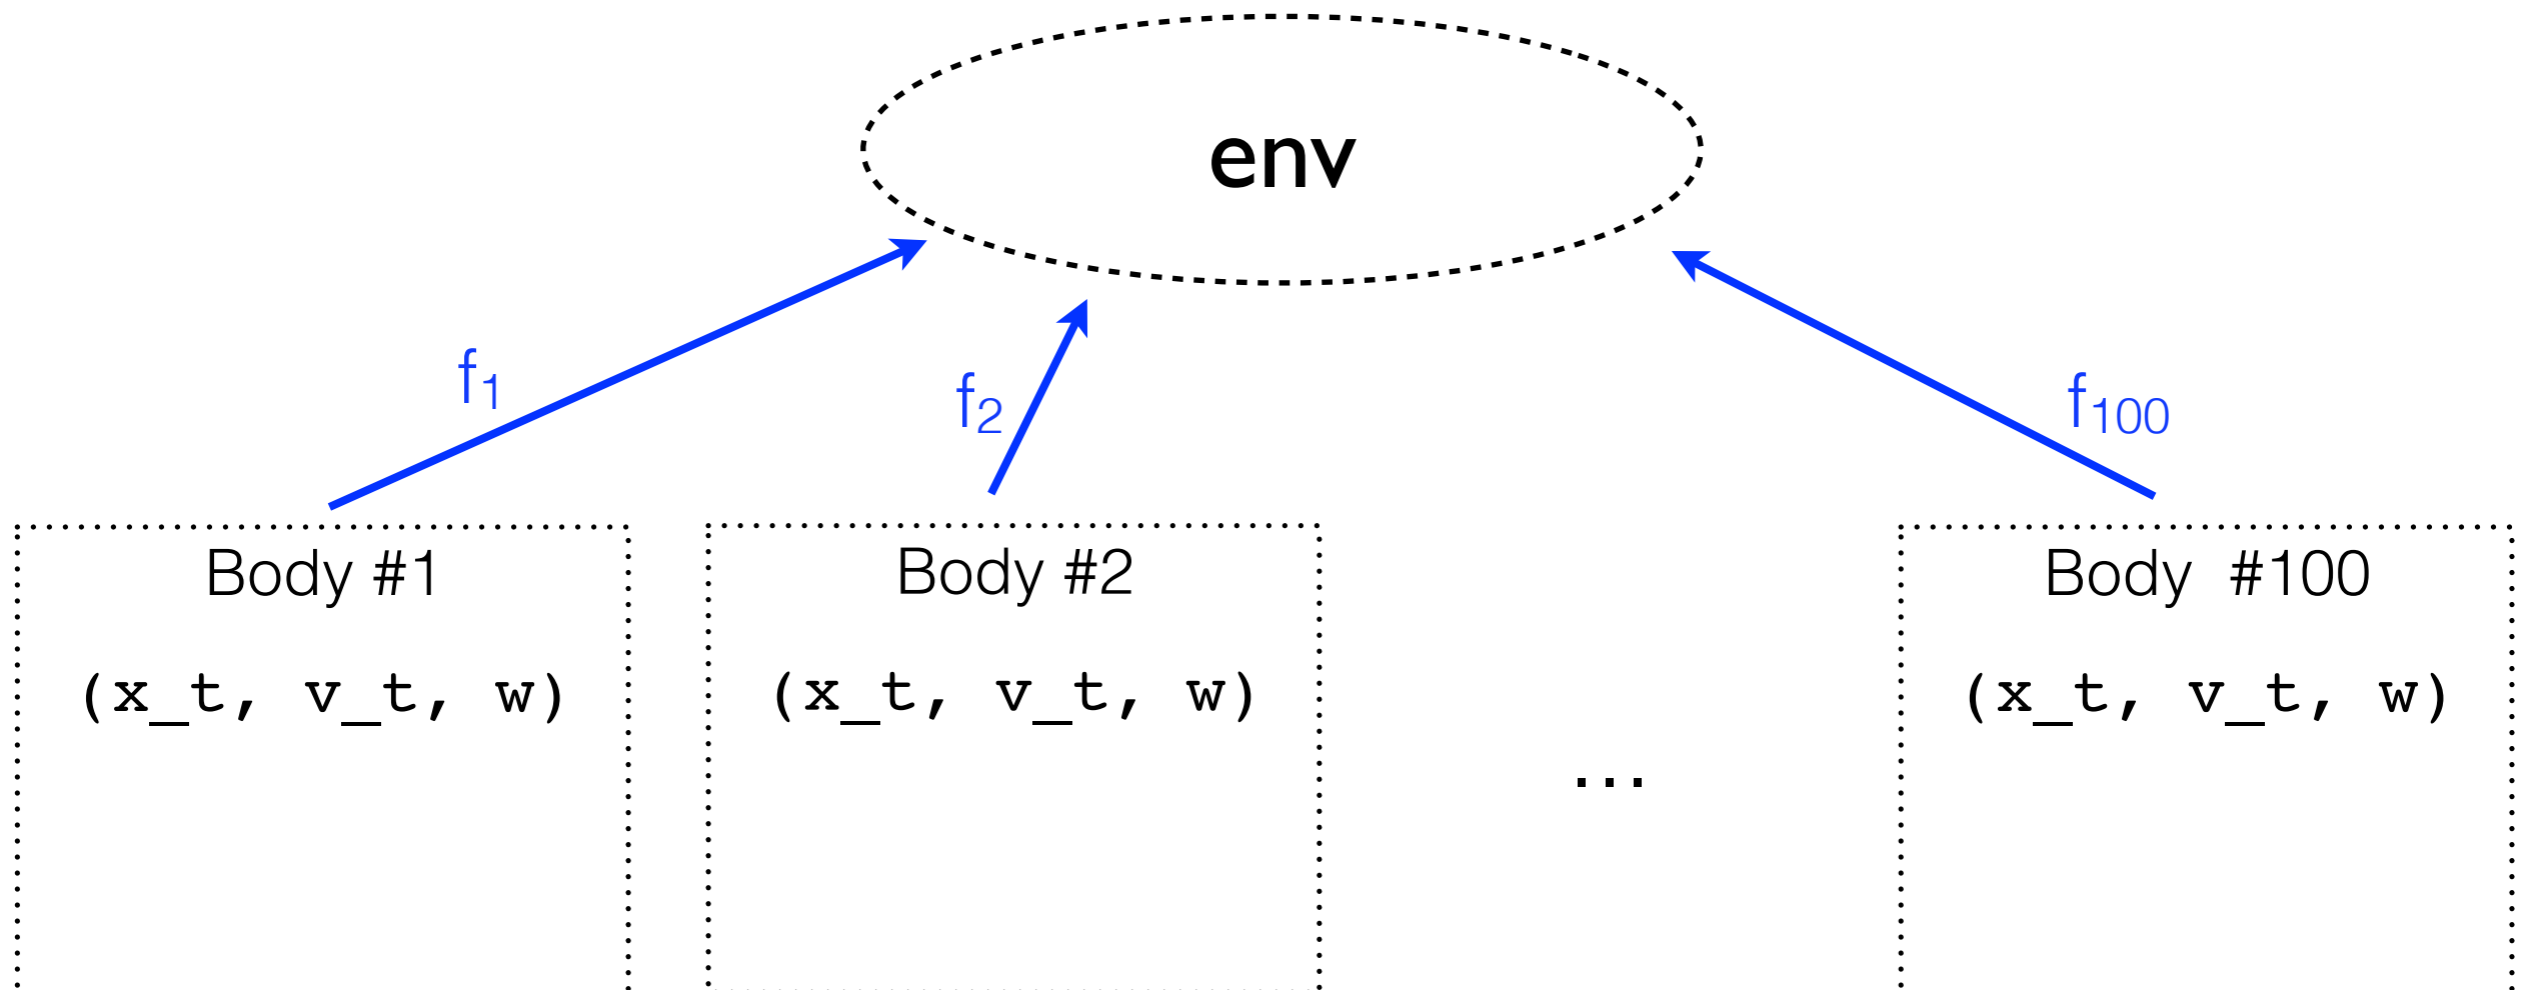 env
f₁
f₂
f₁₀₀
Body #1
Body #2
Body #100
(x_t, v_t, w)
(x_t, v_t, w)
(x_t, v_t, w)
...